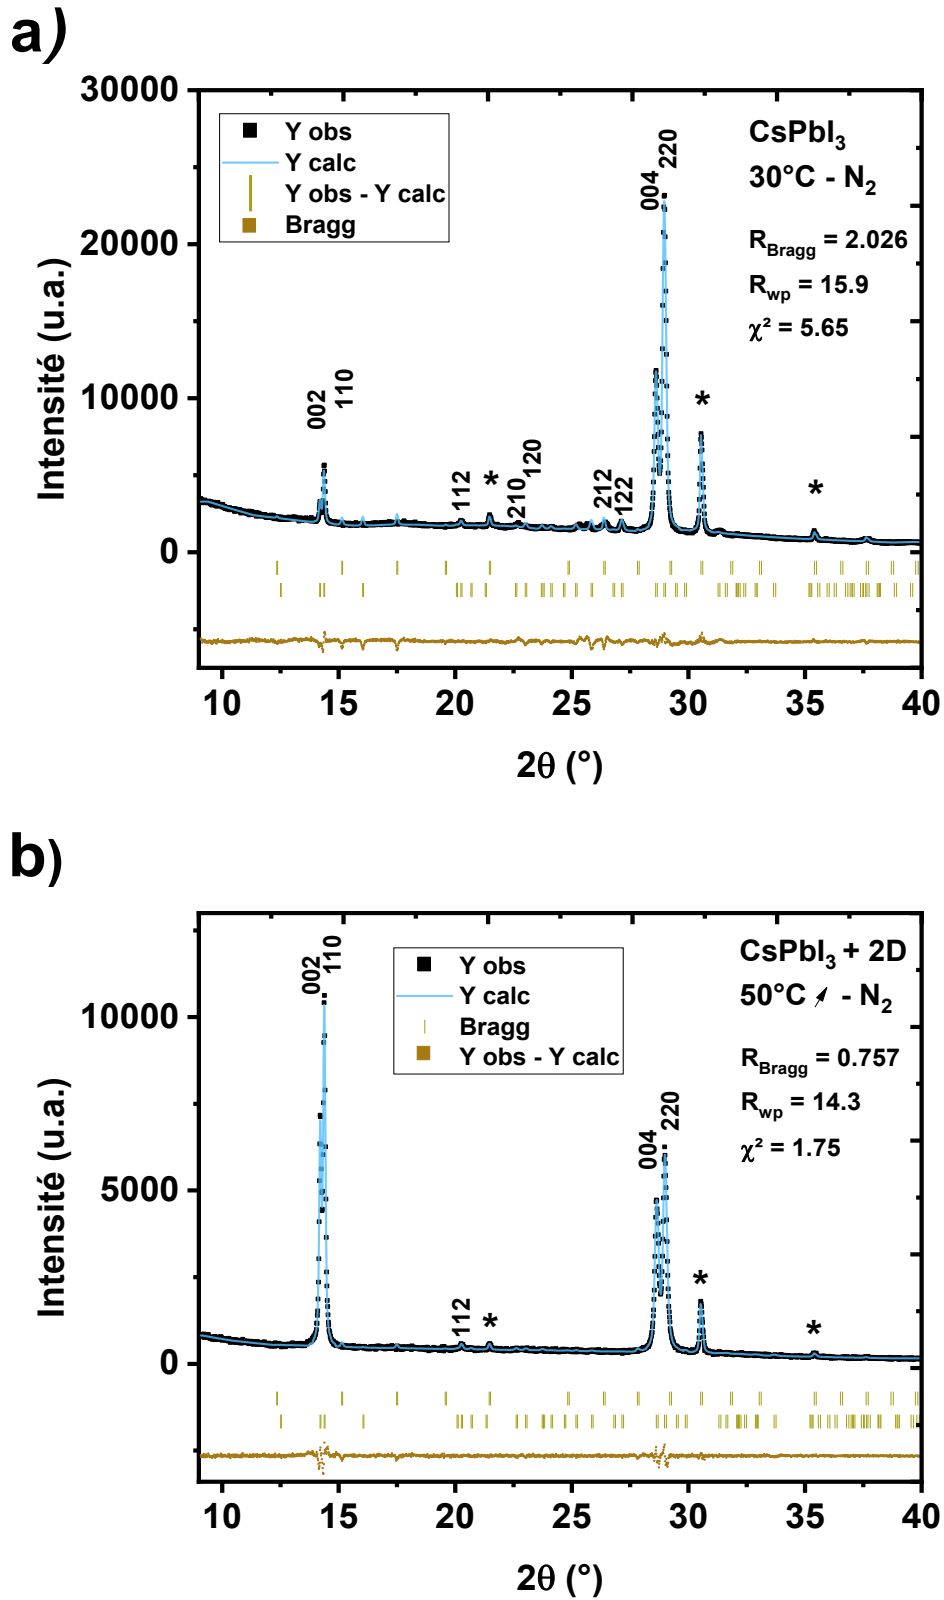 a)
30000
20000
10000
0
Intensité (u.a.)
Y obs
Y calc
Y obs - Y calc
Bragg
CsPbI3
30°C - N2
RBragg = 2.026
Rwp = 15.9
χ² = 5.65
002
110
112
*
210
120
212
122
004
220
*
*
10 15 20 25 30 35 40
2θ (°)
b)
10000
5000
0
Intensité (u.a.)
Y obs
Y calc
Bragg
Y obs - Y calc
CsPbI3 + 2D
50°C ↗ - N2
RBragg = 0.757
Rwp = 14.3
χ² = 1.75
002
110
112
*
004
220
*
*
10 15 20 25 30 35 40
2θ (°)